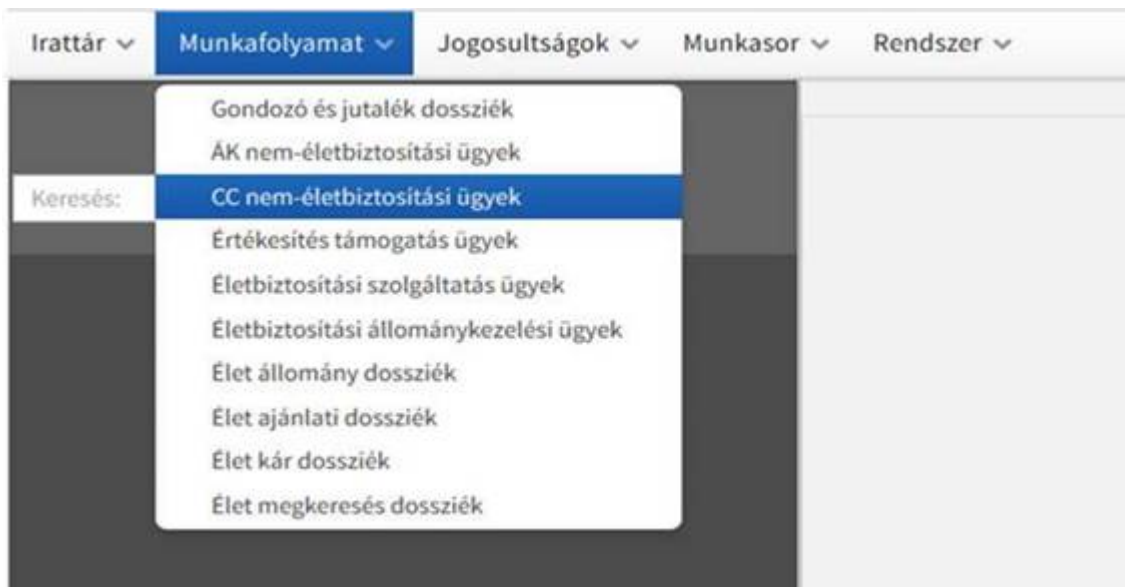 Irattár Munkafolyamat Jogosultságok Munkasor Rendszer
Gondozó és jutalék dossziék
ÁK nem-életbiztosítási ügyek
Keresés:
CC nem-életbiztosítási ügyek
Értékesítés támogatás ügyek
Életbiztosítási szolgáltatás ügyek
Életbiztosítási állománykezelési ügyek
Élet állomány dossziék
Élet ajánlati dossziék
Élet kár dossziék
Élet megkeresés dossziék